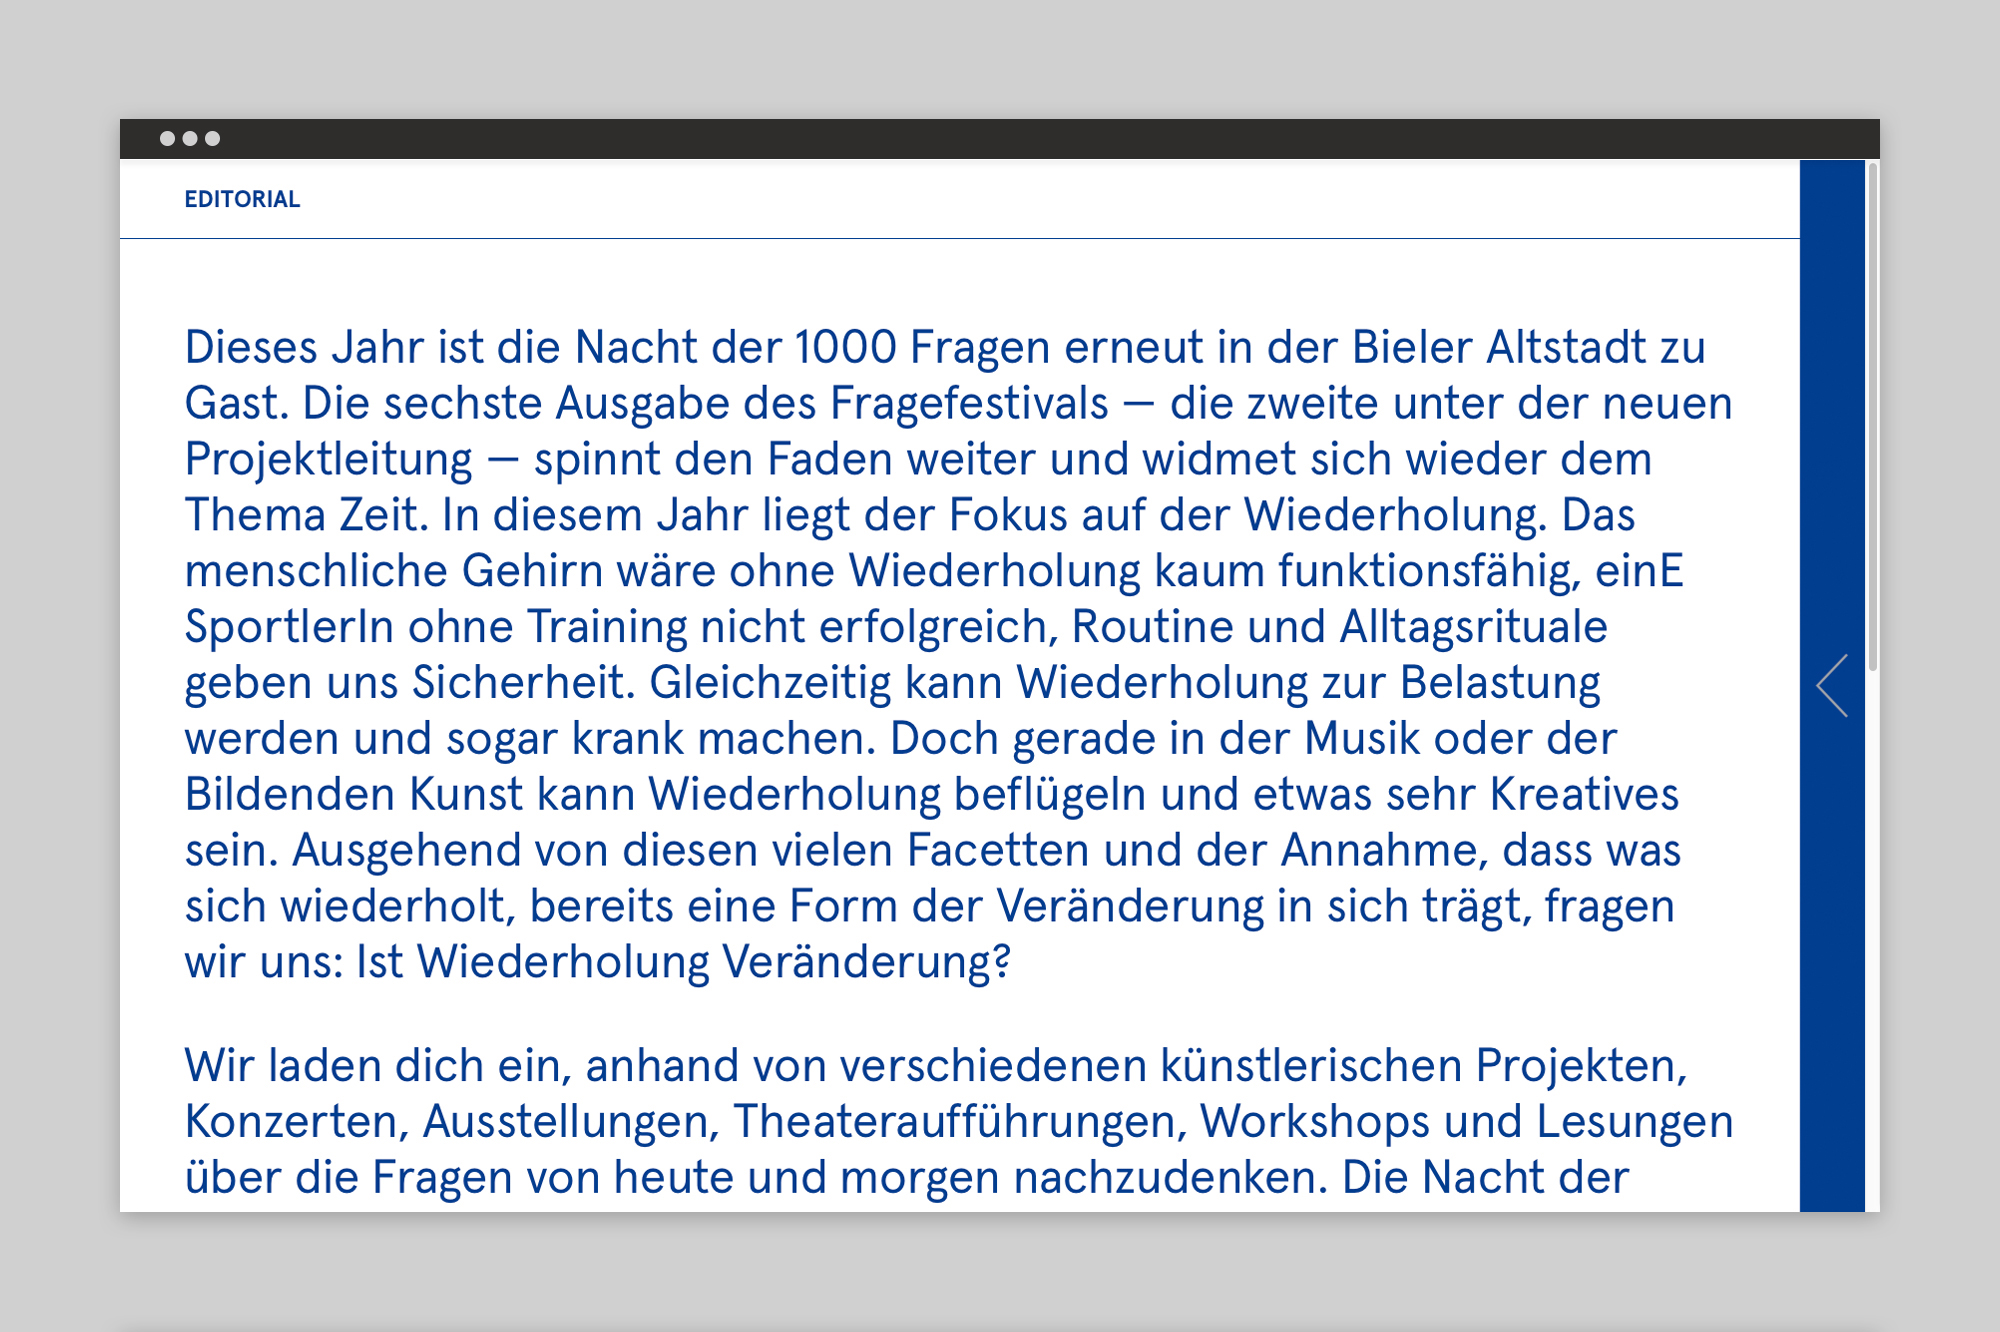 EDITORIAL
Dieses Jahr ist die Nacht der 1000 Fragen erneut in der Bieler Altstadt zu
Gast. Die sechste Ausgabe des Fragefestivals — die zweite unter der neuen
Projektleitung — spinnt den Faden weiter und widmet sich wieder dem
Thema Zeit. In diesem Jahr liegt der Fokus auf der Wiederholung. Das
menschliche Gehirn wäre ohne Wiederholung kaum funktionsfähig, einE
SportlerIn ohne Training nicht erfolgreich, Routine und Alltagsrituale
geben uns Sicherheit. Gleichzeitig kann Wiederholung zur Belastung
werden und sogar krank machen. Doch gerade in der Musik oder der
Bildenden Kunst kann Wiederholung beflügeln und etwas sehr Kreatives
sein. Ausgehend von diesen vielen Facetten und der Annahme, dass was
sich wiederholt, bereits eine Form der Veränderung in sich trägt, fragen
wir uns: Ist Wiederholung Veränderung?
Wir laden dich ein, anhand von verschiedenen künstlerischen Projekten,
Konzerten, Ausstellungen, Theateraufführungen, Workshops und Lesungen
über die Fragen von heute und morgen nachzudenken. Die Nacht der